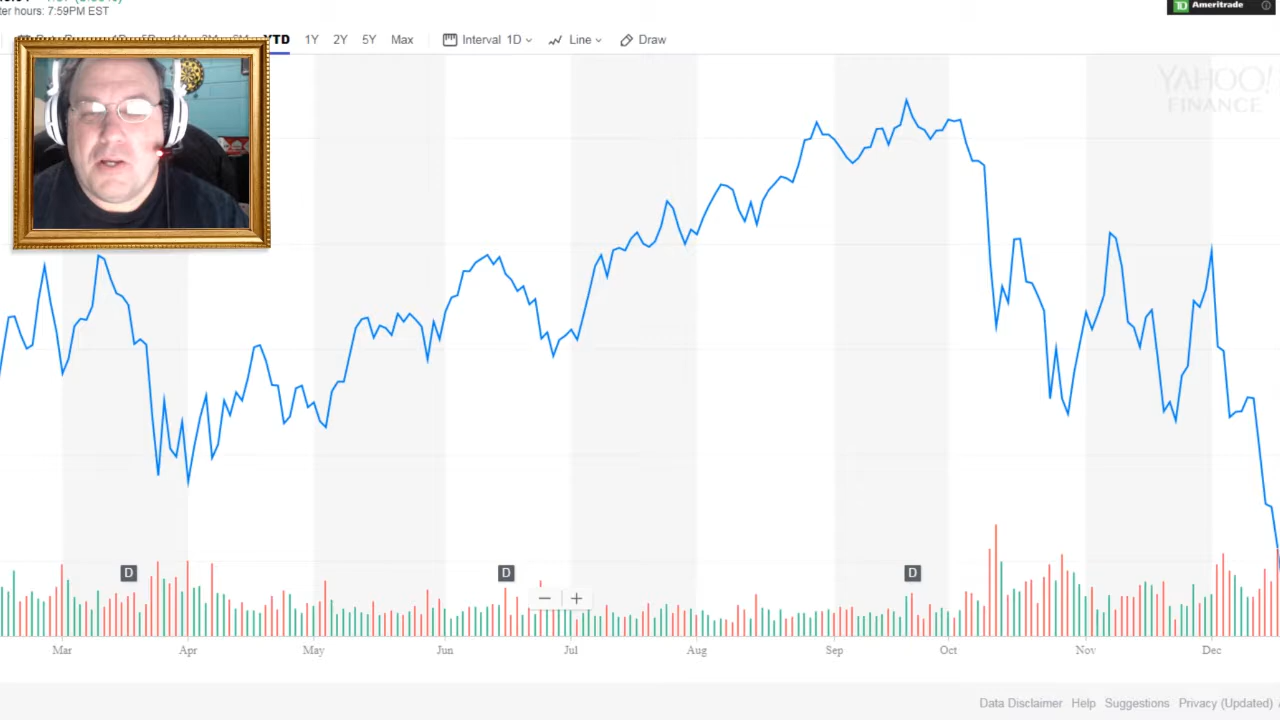 Ameritrade
ter hours: 7:59PM EST
YTD 1Y 2Y 5Y Max Interval 1D Line Draw
YAHOO!
FINANCE
D D D
Mar Apr May Jun Jul Aug Sep Oct Nov Dec
Data Disclaimer Help Suggestions Privacy (Updated)